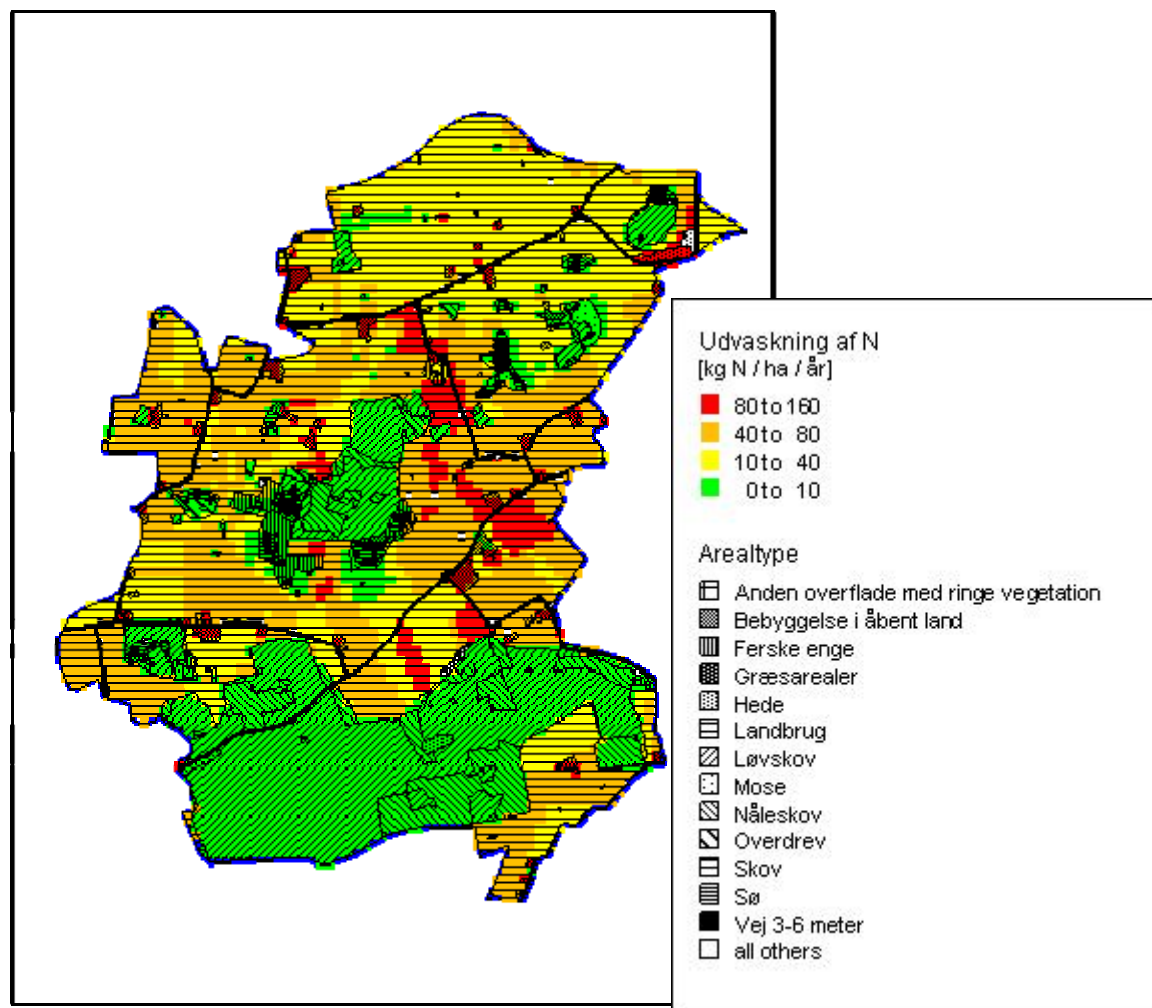 Udvaskning af N
[kg N / ha / år]
80 to 160
40 to 80
10 to 40
0 to 10
Arealtype
Anden overflade med ringe vegetation
Bebyggelse i åbent land
Ferske enge
Græsarealer
Hede
Landbrug
Løvskov
Mose
Nåleskov
Overdrev
Skov
Sø
Vej 3-6 meter
all others